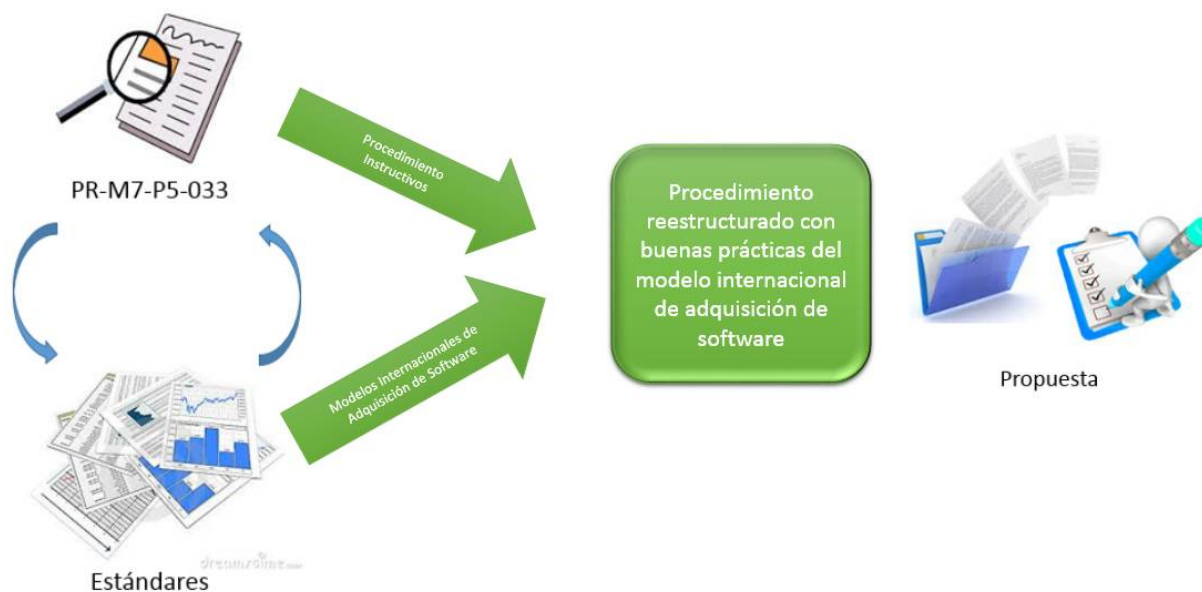 PR-M7-P5-033
Procedimiento
Instructivos
Modelos Internacionales de
Adquisición de Software
Estándares
Procedimiento
reestructurado con
buenas prácticas del
modelo internacional
de adquisición de
software
Propuesta